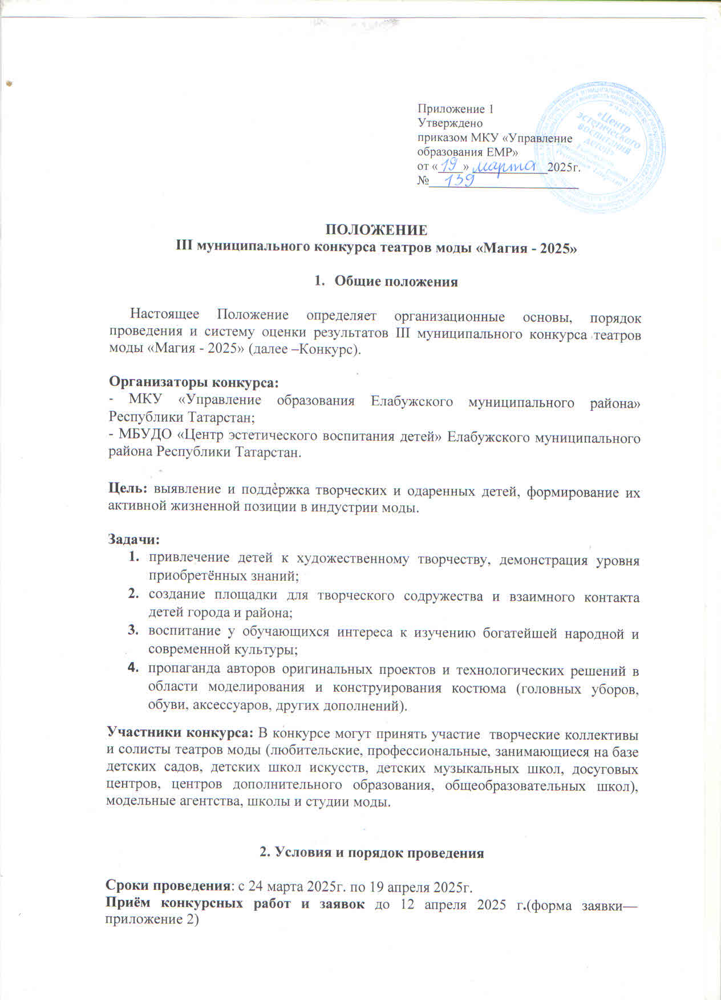 Приложение 1
Утверждено
приказом МКУ «Управление
образования ЕМР»
от «19» марта 2025г.
№ 139
«Центр
эстетического
воспитания
детей»
ПОЛОЖЕНИЕ
III муниципального конкурса театров моды «Магия - 2025»
1. Общие положения
Настоящее Положение определяет организационные основы, порядок
проведения и систему оценки результатов III муниципального конкурса театров
моды «Магия - 2025» (далее –Конкурс).
Организаторы конкурса:
- МКУ «Управление образования Елабужского муниципального района»
Республики Татарстан;
- МБУДО «Центр эстетического воспитания детей» Елабужского муниципального
района Республики Татарстан.
Цель: выявление и поддержка творческих и одаренных детей, формирование их
активной жизненной позиции в индустрии моды.
Задачи:
1. привлечение детей к художественному творчеству, демонстрация уровня
приобретённых знаний;
2. создание площадки для творческого содружества и взаимного контакта
детей города и района;
3. воспитание у обучающихся интереса к изучению богатейшей народной и
современной культуры;
4. пропаганда авторов оригинальных проектов и технологических решений в
области моделирования и конструирования костюма (головных уборов,
обуви, аксессуаров, других дополнений).
Участники конкурса: В конкурсе могут принять участие творческие коллективы
и солисты театров моды (любительские, профессиональные, занимающиеся на базе
детских садов, детских школ искусств, детских музыкальных школ, досуговых
центров, центров дополнительного образования, общеобразовательных школ),
модельные агентства, школы и студии моды.
2. Условия и порядок проведения
Сроки проведения: с 24 марта 2025г. по 19 апреля 2025г.
Приём конкурсных работ и заявок до 12 апреля 2025 г.(форма заявки—
приложение 2)